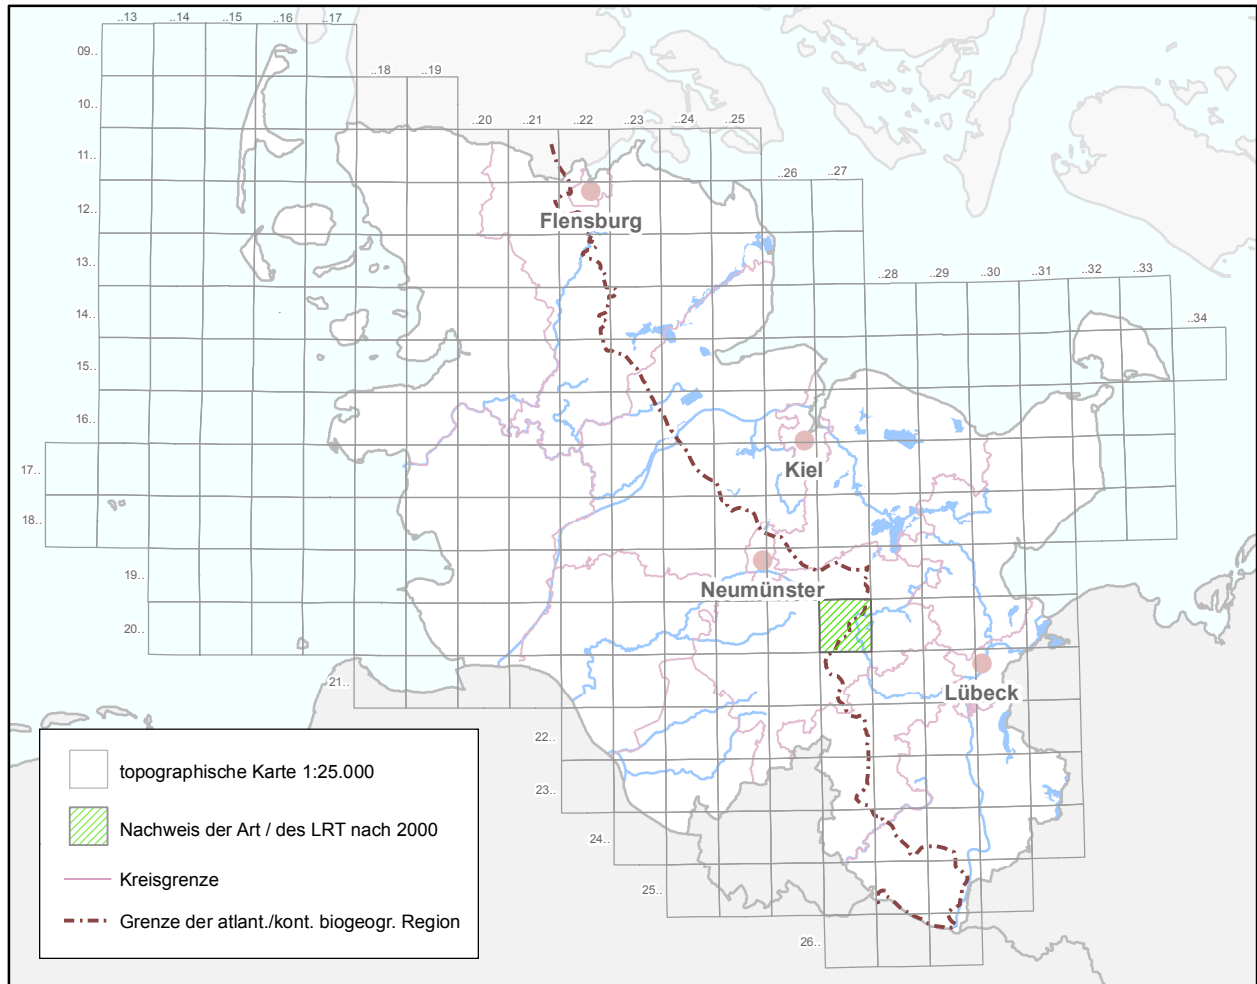 ..13 ..14 ..15 ..16 ..17
09..
..18 ..19
10..
..20 ..21 ..22 ..23 ..24 ..25
11..
..26 ..27
12..
Flensburg
13..
..28 ..29 ..30 ..31 ..32 ..33
14..
..34
15..
16..
Kiel
17..
18..
19..
Neumünster
20..
21..
Lübeck
22..
23..
24..
25..
26..
topographische Karte 1:25.000
Nachweis der Art / des LRT nach 2000
Kreisgrenze
Grenze der atlant./kont. biogeogr. Region